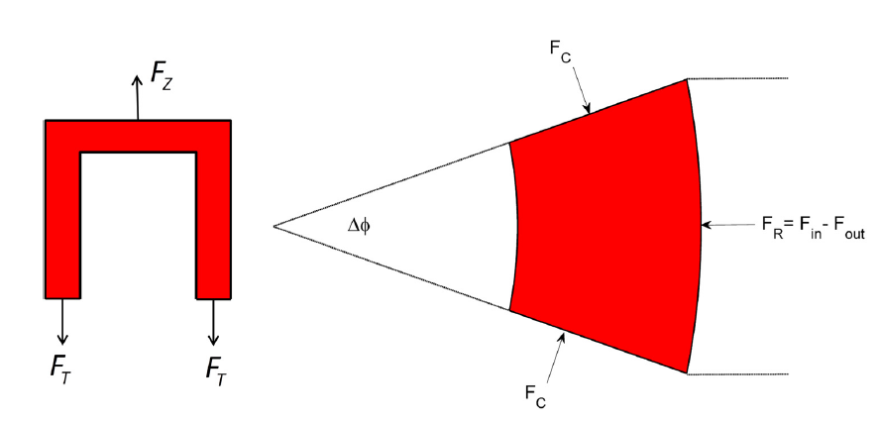 F_Z
F_T
F_T
F_C
Δϕ
F_R= F_in- F_out
F_C